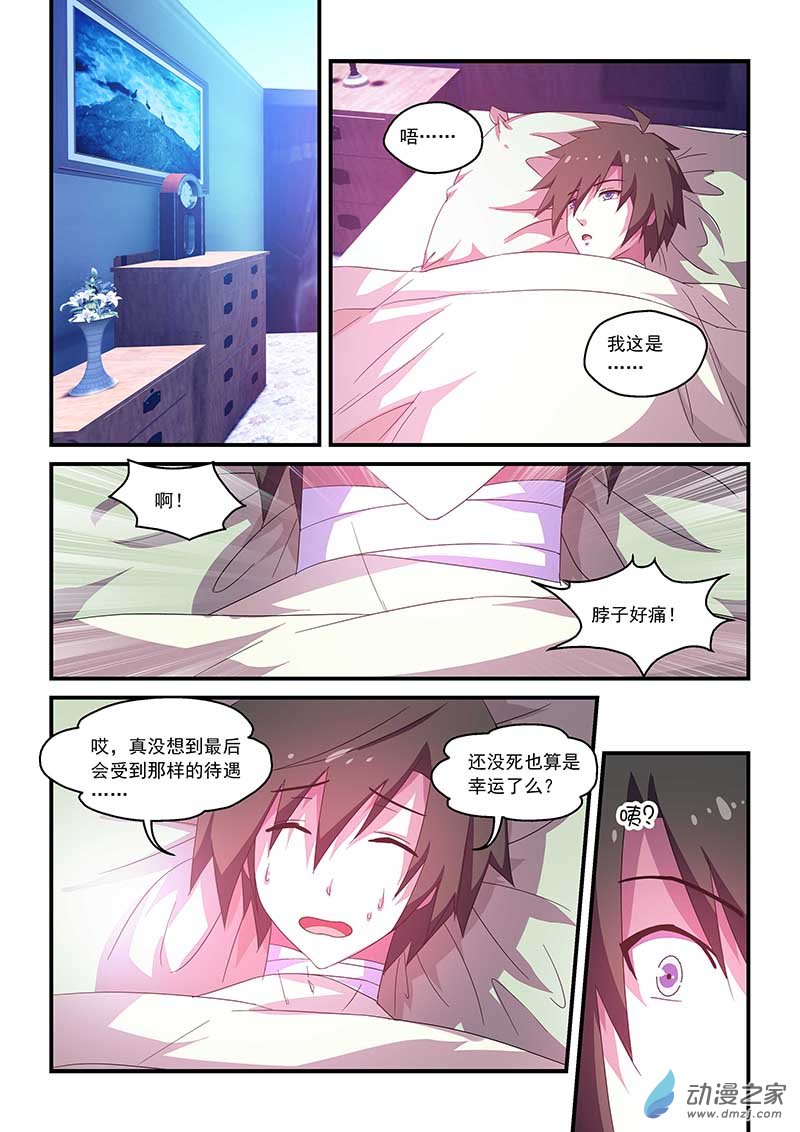 唔……
我这是
……
啊！
脖子好痛！
哎，真没想到最后
会受到那样的待遇
……
还没死也算是
幸运了么？
咦？
动漫之家
www.dmzj.com